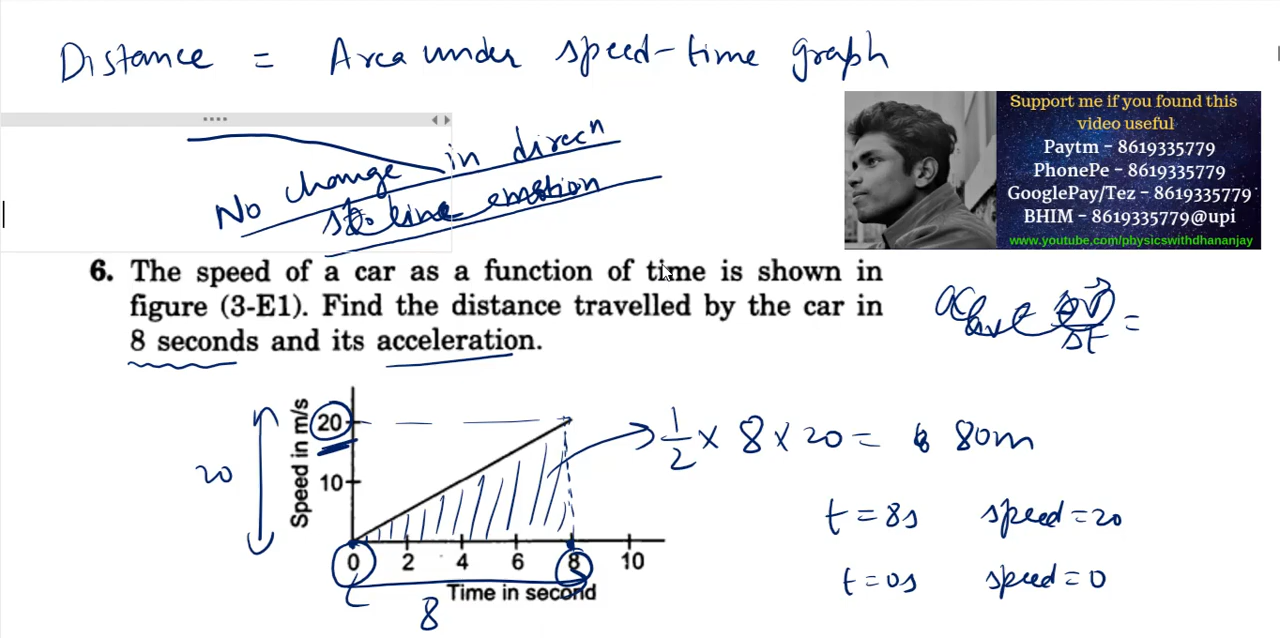 Distance = Area under speed-time graph
No change in direcn
st. line motion
Support me if you found this
video useful
Paytm - 8619335779
PhonePe - 8619335779
GooglePay/Tez - 8619335779
BHIM - 8619335779@upi
www.youtube.com/physicswithdhananjay
6. The speed of a car as a function of time is shown in
figure (3-E1). Find the distance travelled by the car in
8 seconds and its acceleration.
Δt =
Speed in m/s
20
10
20
1/2 × 8 × 20 = 80m
t = 8s speed = 20
t = 0s speed = 0
0 2 4 6 8 10
Time in second
8